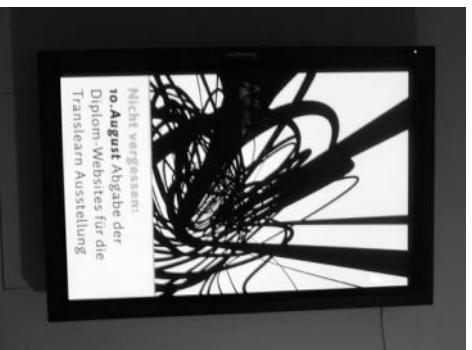 Nicht vergessen:
10. August Abgabe der
Diplom-Websites für die
Translearn Ausstellung